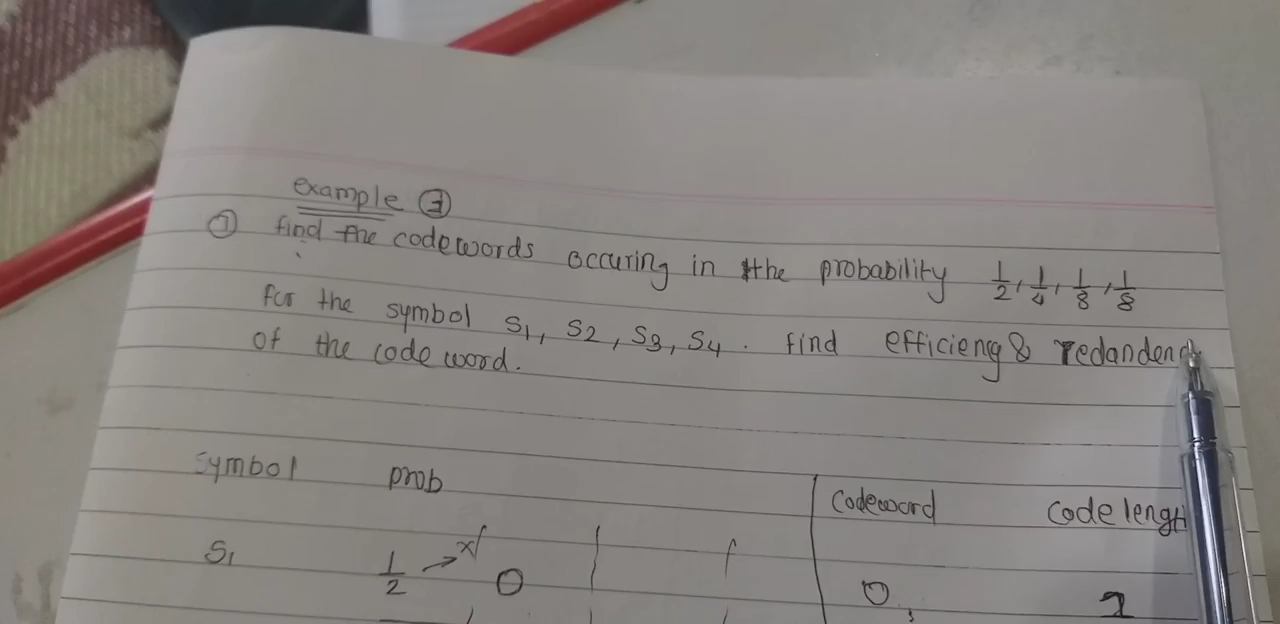 example ③
① find the codewords occuring in the probability 1/2, 1/4, 1/8, 1/8
for the symbol S1, S2, S3, S4. find efficiency & redandency
of the code word.
symbol prob codeword code length
S1 1/2 → x 0 0 1